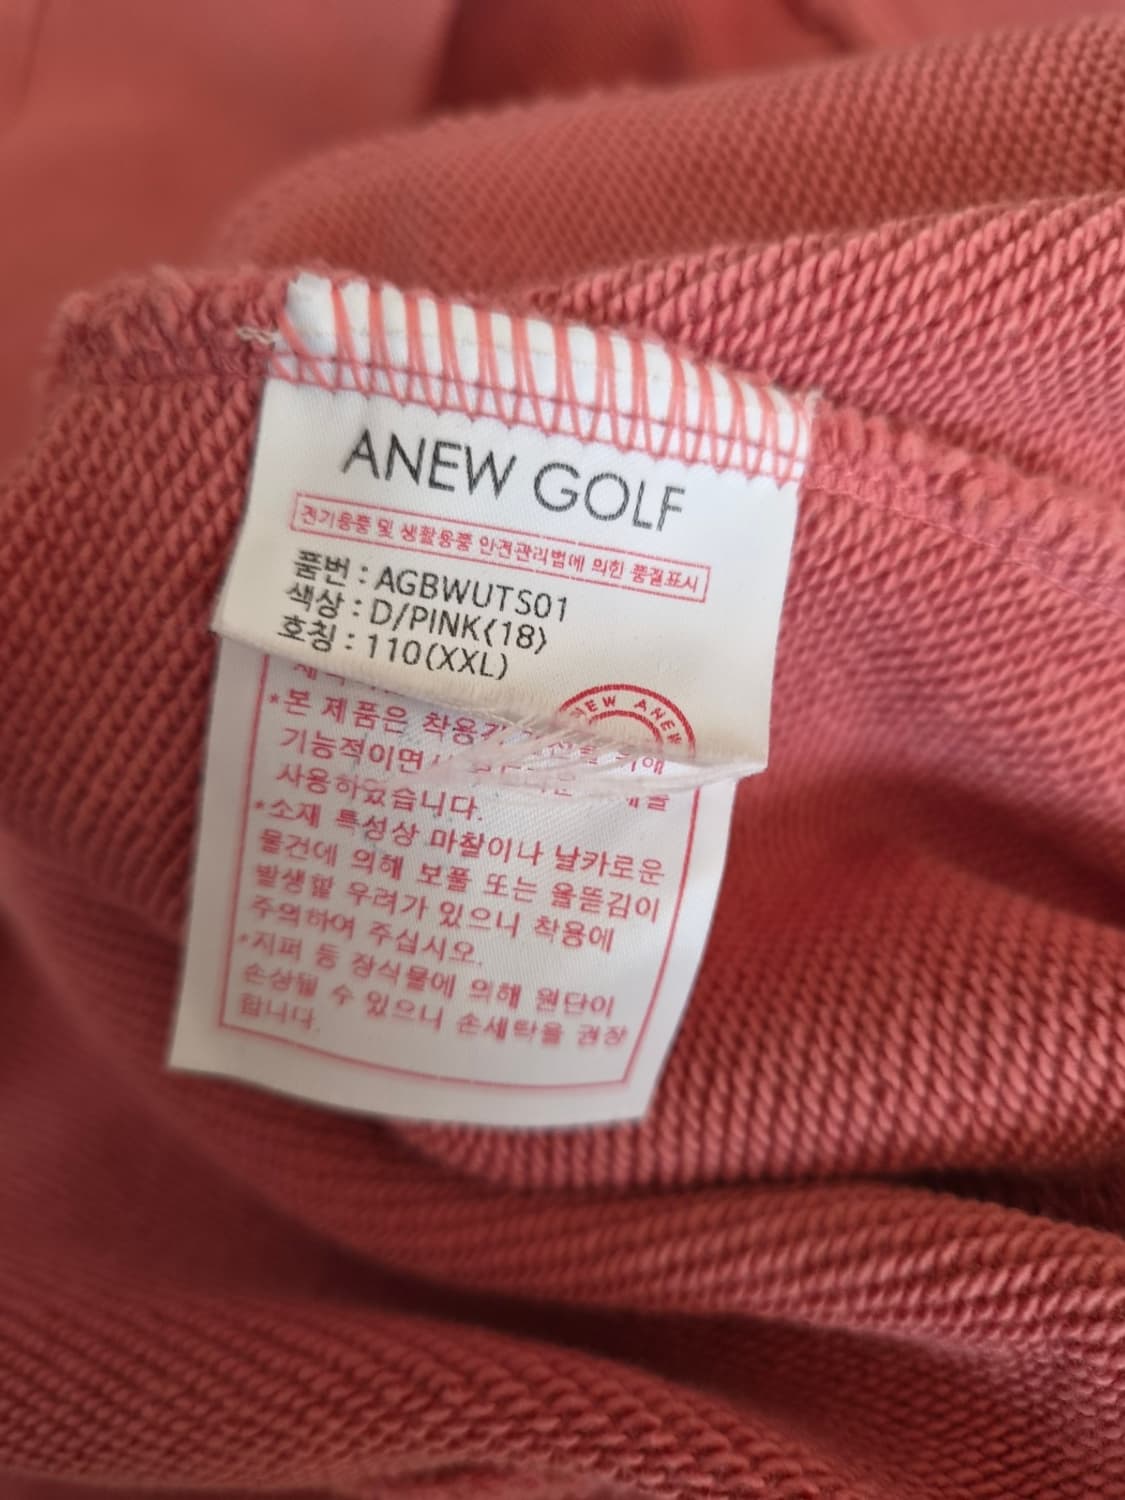 ANEW GOLF
전기용품 및 생활용품 안전관리법에 의한 품질표시
품번 : AGBWUTS01
색상 : D/PINK(18)
호칭 : 110(XXL)
ANEW
*본 제품은
기능적이면서
사용하였습니다.
*소재 특성상 마찰이나 날카로운
물건에 의해 보풀 또는 올뜯김이
발생할 우려가 있으니 착용에
주의하여 주십시오.
*지퍼 등 장식물에 의해 원단이
손상될 수 있으니 손세탁을 권장
합니다.